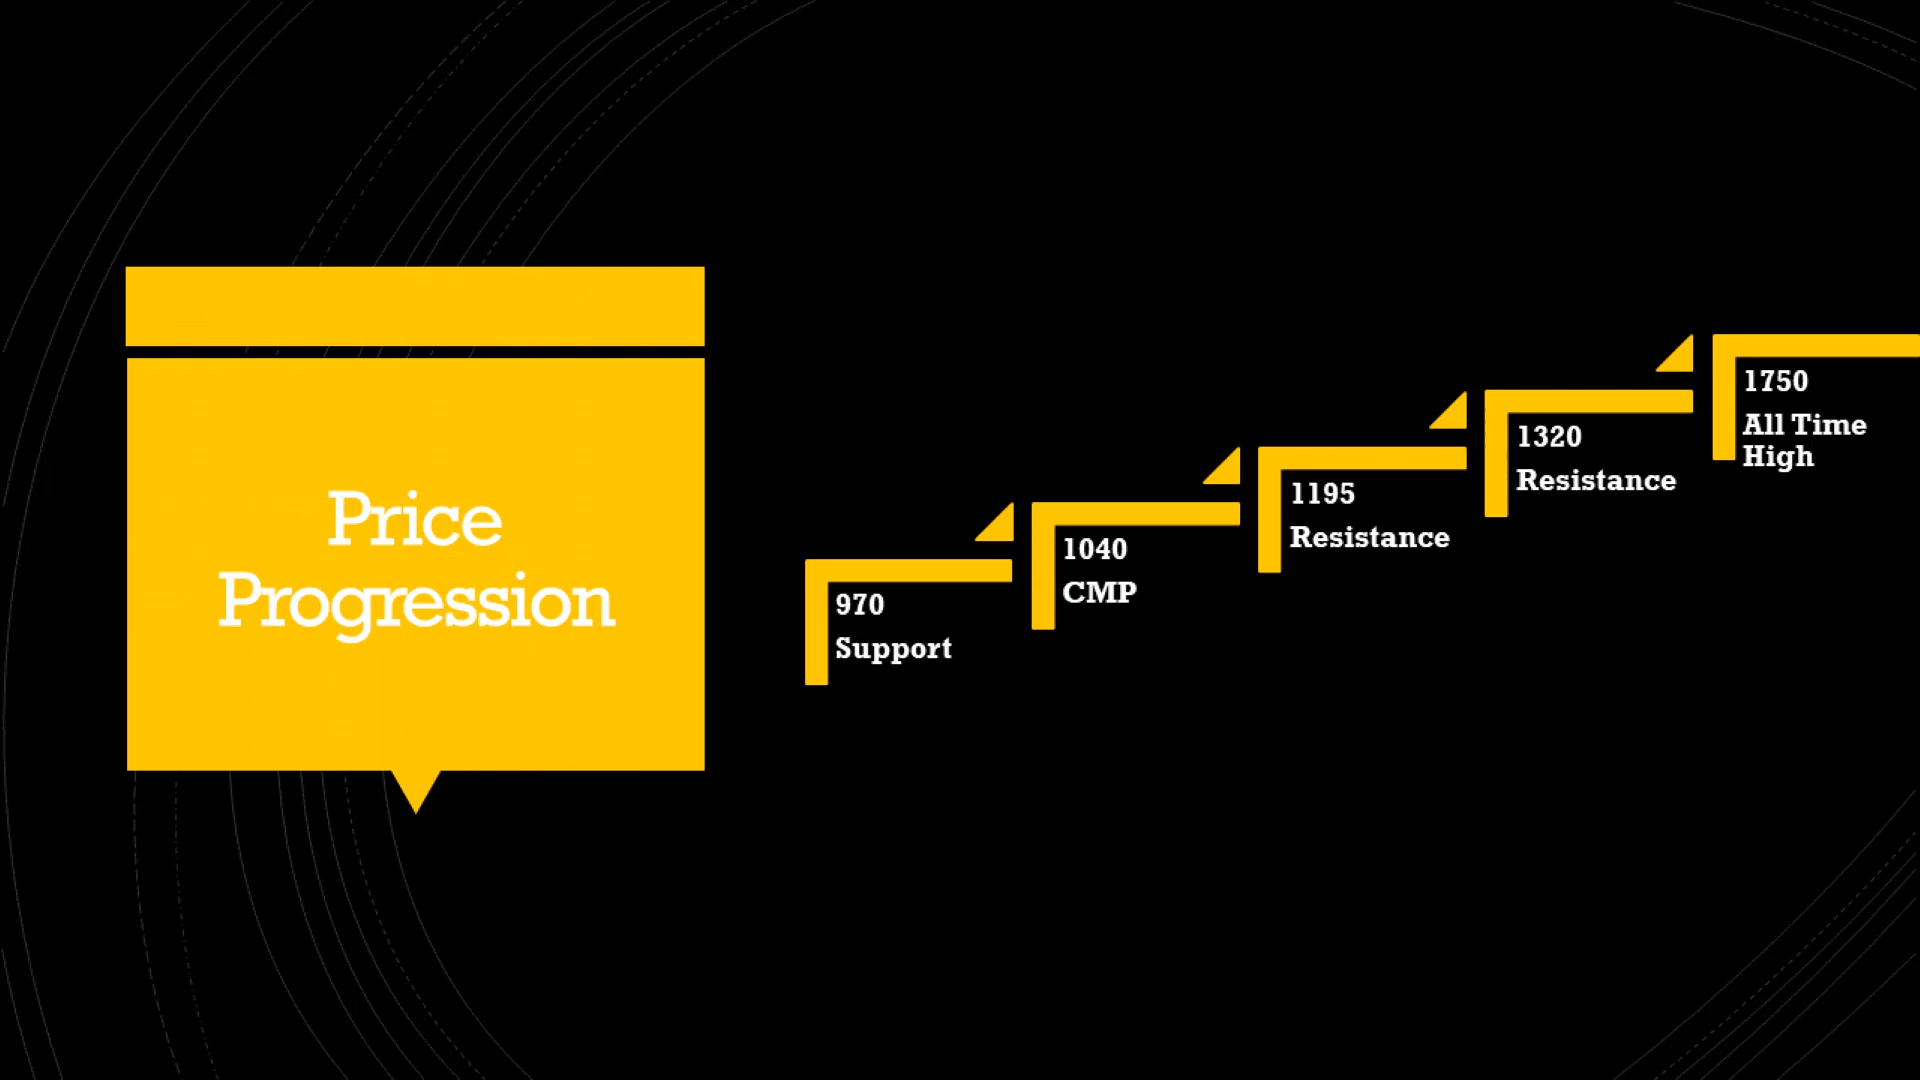 Price
Progression
970
Support
1040
CMP
1195
Resistance
1320
Resistance
1750
All Time
High